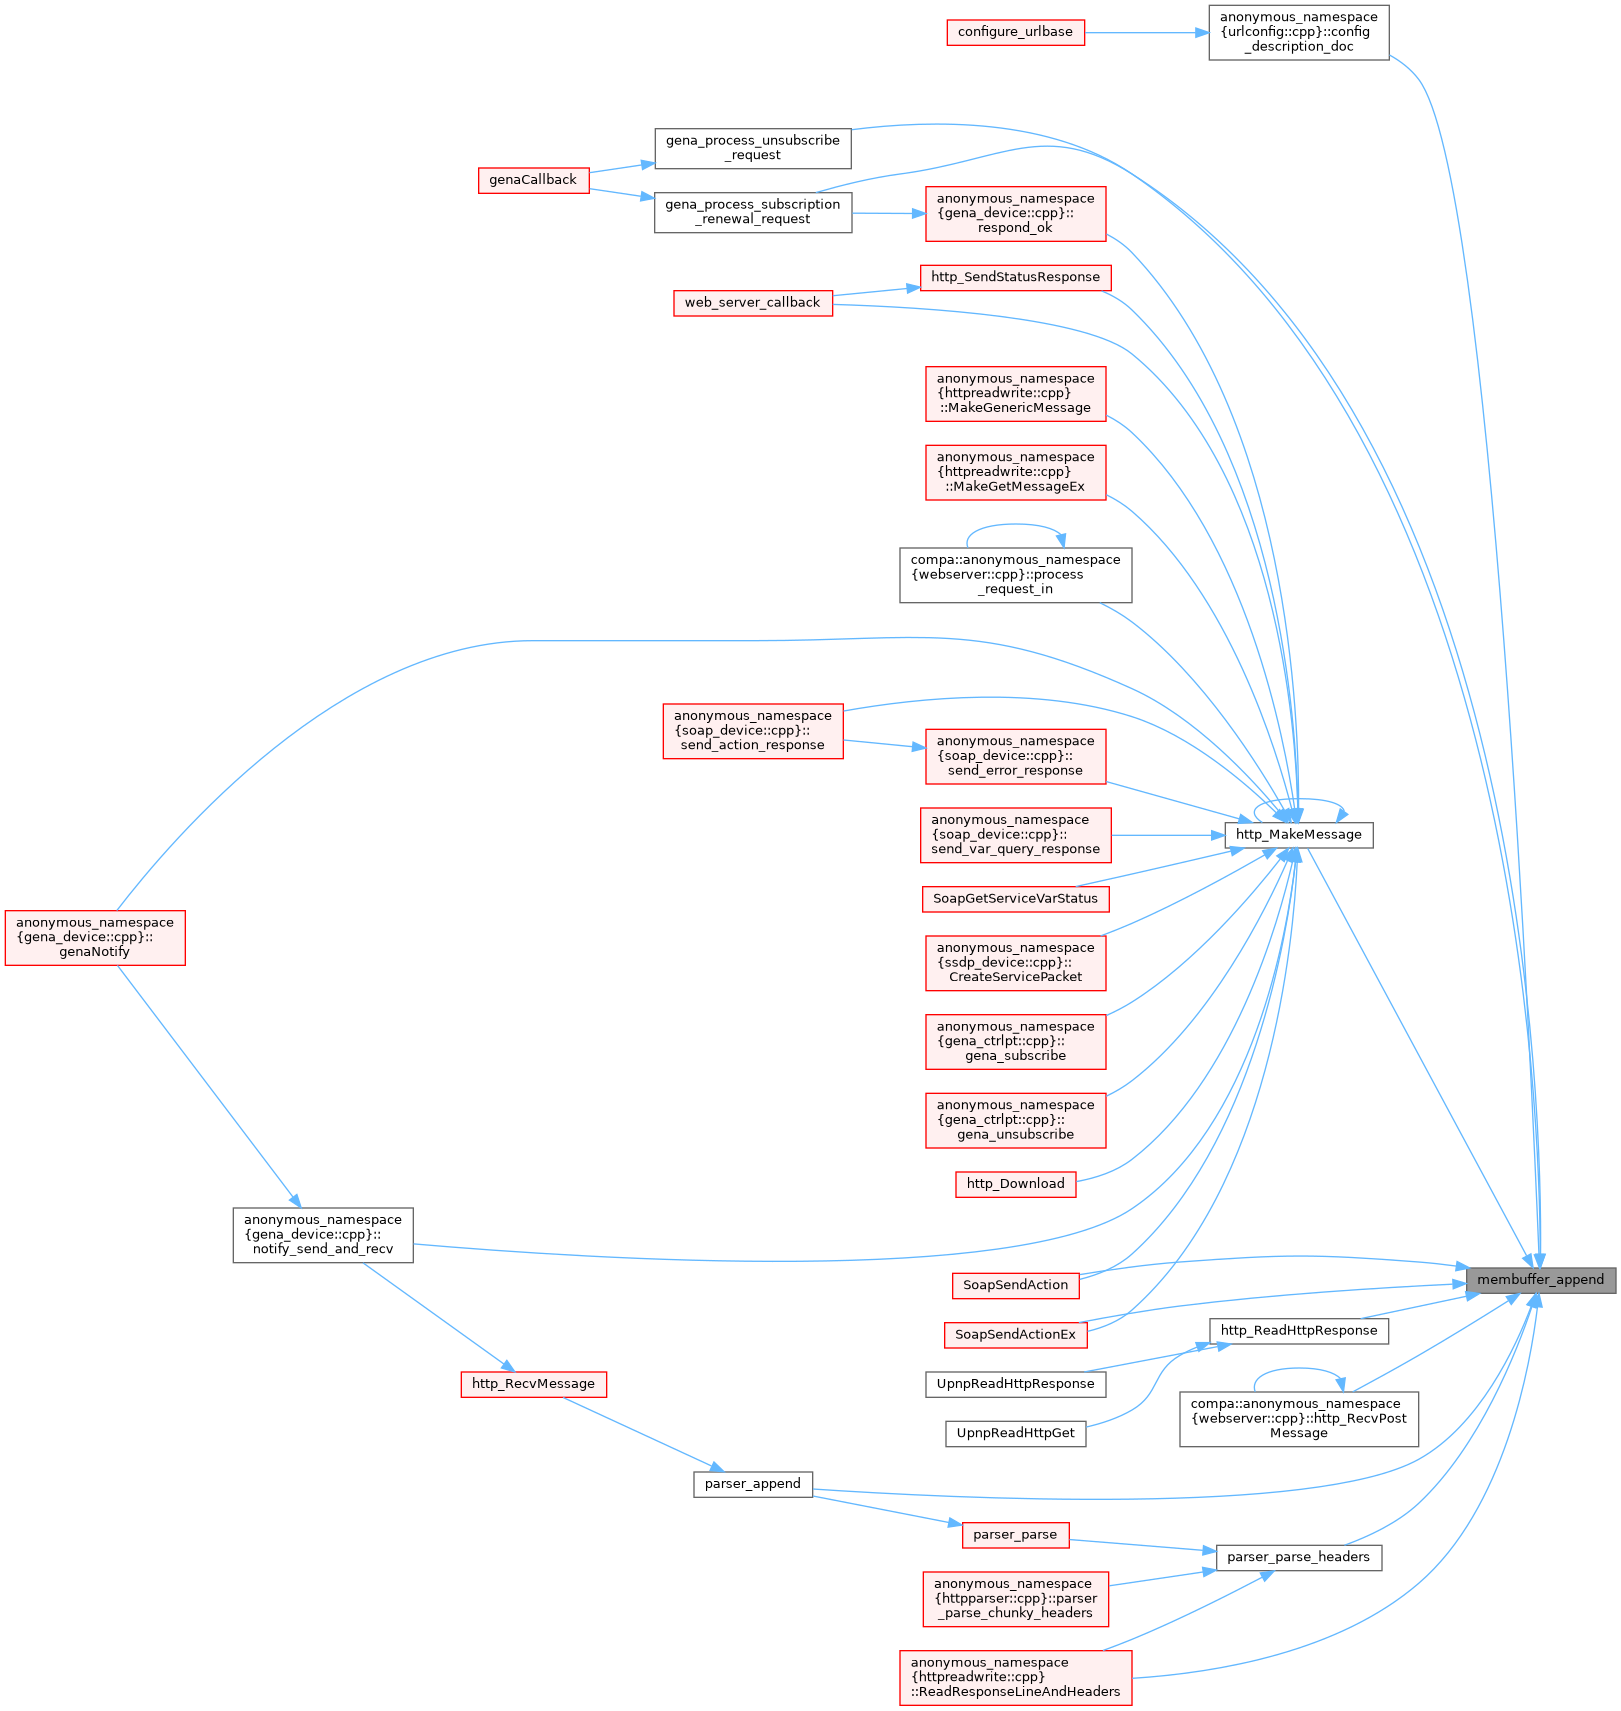 configure_urlbase
anonymous_namespace
{urlconfig::cpp}::config
_description_doc
gena_process_unsubscribe
_request
genaCallback
gena_process_subscription
_renewal_request
anonymous_namespace
{gena_device::cpp}::
respond_ok
http_SendStatusResponse
web_server_callback
anonymous_namespace
{httpreadwrite::cpp}
::MakeGenericMessage
anonymous_namespace
{httpreadwrite::cpp}
::MakeGetMessageEx
compa::anonymous_namespace
{webserver::cpp}::process
_request_in
anonymous_namespace
{soap_device::cpp}::
send_action_response
anonymous_namespace
{soap_device::cpp}::
send_error_response
anonymous_namespace
{soap_device::cpp}::
send_var_query_response
http_MakeMessage
SoapGetServiceVarStatus
anonymous_namespace
{gena_device::cpp}::
genaNotify
anonymous_namespace
{ssdp_device::cpp}::
CreateServicePacket
anonymous_namespace
{gena_ctrlpt::cpp}::
gena_subscribe
anonymous_namespace
{gena_ctrlpt::cpp}::
gena_unsubscribe
http_Download
anonymous_namespace
{gena_device::cpp}::
notify_send_and_recv
SoapSendAction
membuffer_append
SoapSendActionEx
http_ReadHttpResponse
http_RecvMessage
UpnpReadHttpResponse
compa::anonymous_namespace
{webserver::cpp}::http_RecvPost
Message
UpnpReadHttpGet
parser_append
parser_parse
parser_parse_headers
anonymous_namespace
{httpparser::cpp}::parser
_parse_chunky_headers
anonymous_namespace
{httpreadwrite::cpp}
::ReadResponseLineAndHeaders